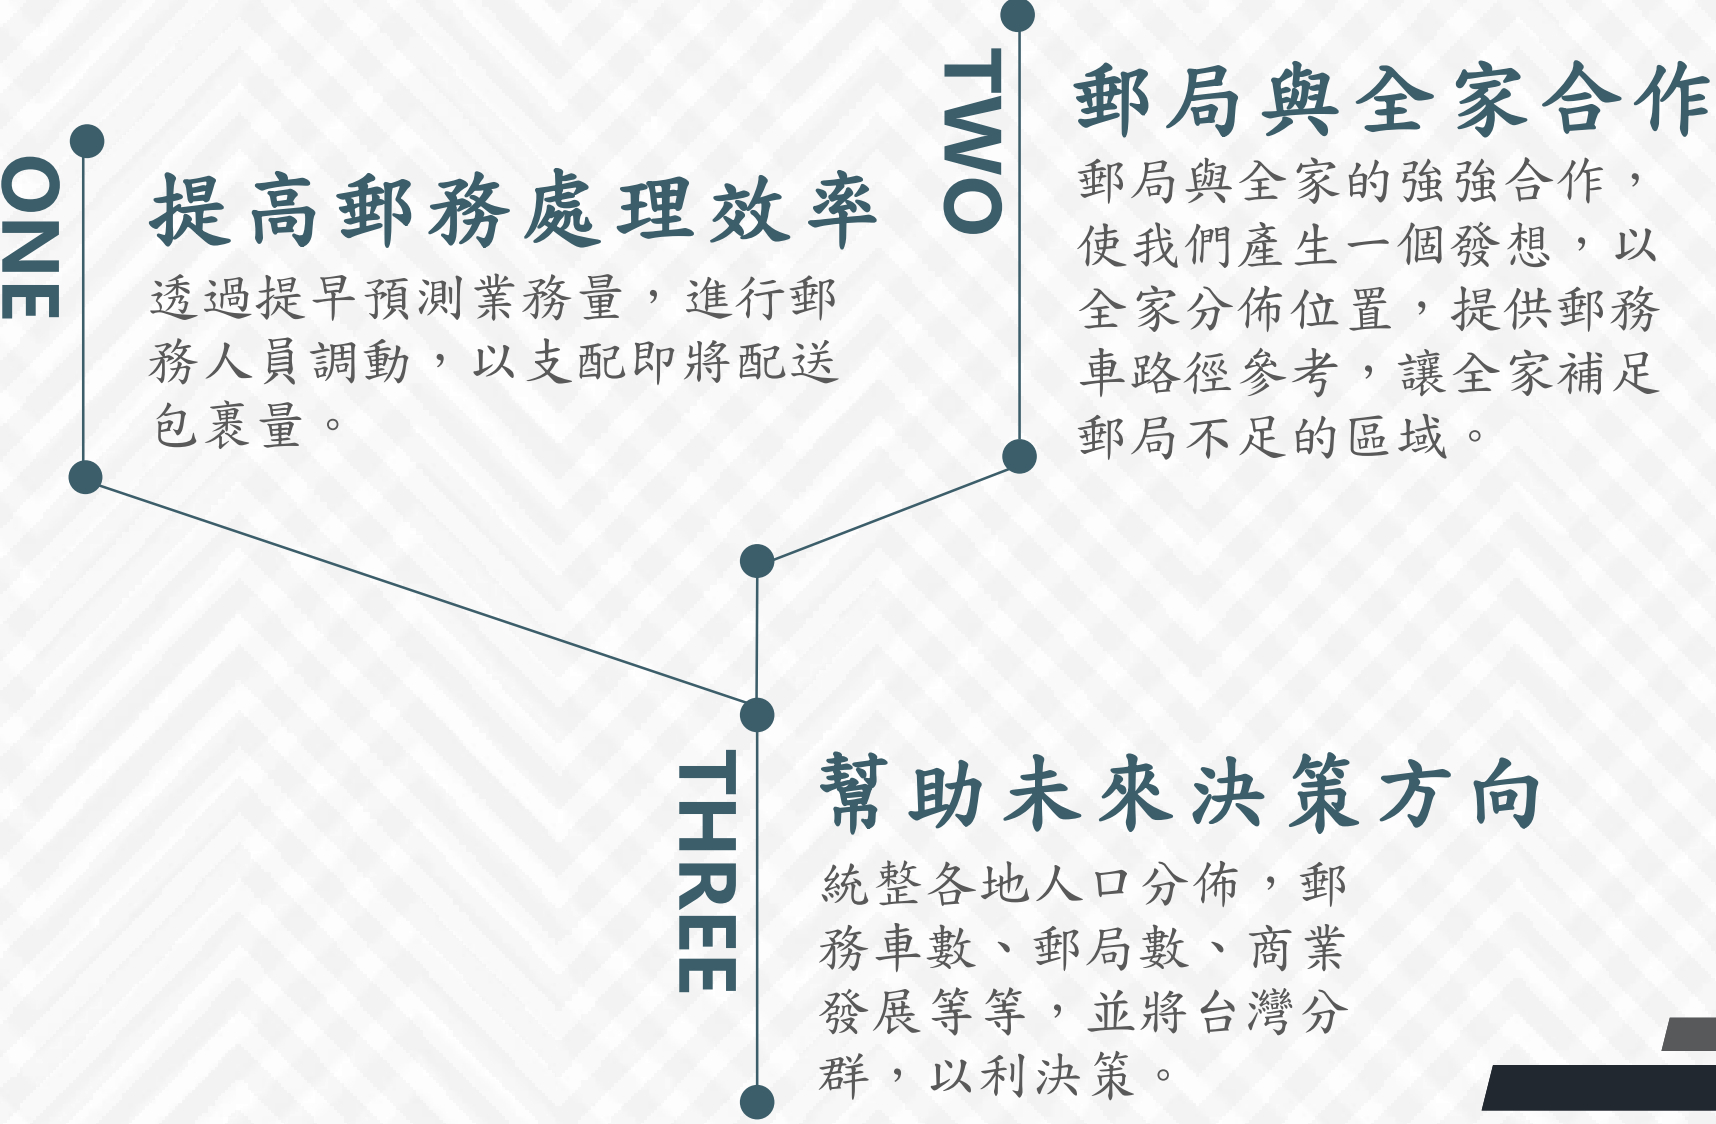 ONE
提高郵務處理效率
透過提早預測業務量，進行郵
務人員調動，以支配即將配送
包裹量。
TWO
郵局與全家合作
郵局與全家的強強合作，
使我們產生一個發想，以
全家分佈位置，提供郵務
車路徑參考，讓全家補足
郵局不足的區域。
THREE
幫助未來決策方向
統整各地人口分佈，郵
務車數、郵局數、商業
發展等等，並將台灣分
群，以利決策。